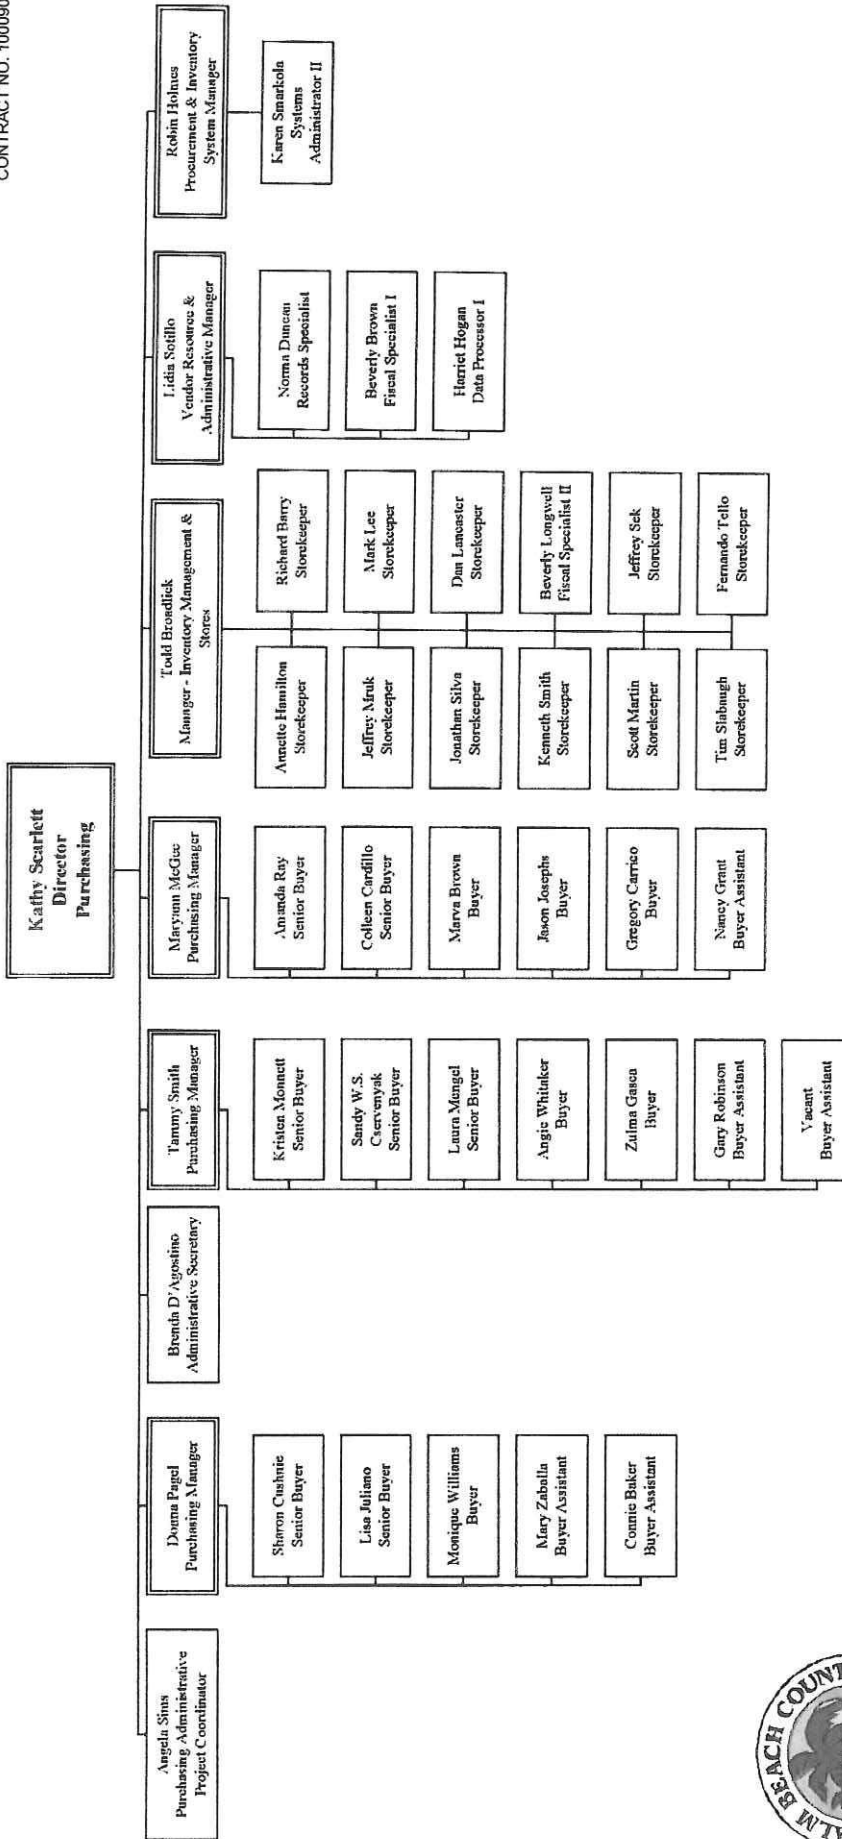 CONTRACT NO. 1000090
Kathy Scarlett
Director
Purchasing
Angela Sims
Purchasing Administrative
Project Coordinator
Donna Pagel
Purchasing Manager
Sharon Cushnie
Senior Buyer
Lisa Juliano
Senior Buyer
Monique Williams
Buyer
Mary Zaballa
Buyer Assistant
Connie Baker
Buyer Assistant
Brenda D'Agostino
Administrative Secretary
Tammy Smith
Purchasing Manager
Kristen Monnett
Senior Buyer
Sandy W.S.
Cservenyak
Senior Buyer
Laura Mengel
Senior Buyer
Angie Whitaker
Buyer
Zulma Gasca
Buyer
Gary Robinson
Buyer Assistant
Vacant
Buyer Assistant
Maryann McGee
Purchasing Manager
Amanda Ray
Senior Buyer
Colleen Cardillo
Senior Buyer
Marva Brown
Buyer
Jason Josephs
Buyer
Gregory Carrico
Buyer
Nancy Grant
Buyer Assistant
Todd Broadlick
Manager - Inventory Management &
Stores
Annette Hamilton
Storekeeper
Richard Barry
Storekeeper
Jeffrey Mruk
Storekeeper
Mark Lee
Storekeeper
Jonathan Silva
Storekeeper
Dan Lancaster
Storekeeper
Kenneth Smith
Storekeeper
Beverly Longwell
Fiscal Specialist II
Scott Martin
Storekeeper
Jeffrey Sek
Storekeeper
Tim Slabaugh
Storekeeper
Fernando Tello
Storekeeper
Lidia Sotillo
Vendor Resource &
Administrative Manager
Norma Duncan
Records Specialist
Beverly Brown
Fiscal Specialist I
Harriet Hogan
Data Processor I
Robin Holmes
Procurement & Inventory
System Manager
Karen Smarkola
Systems
Administrator II
ALM BEACH COUNT